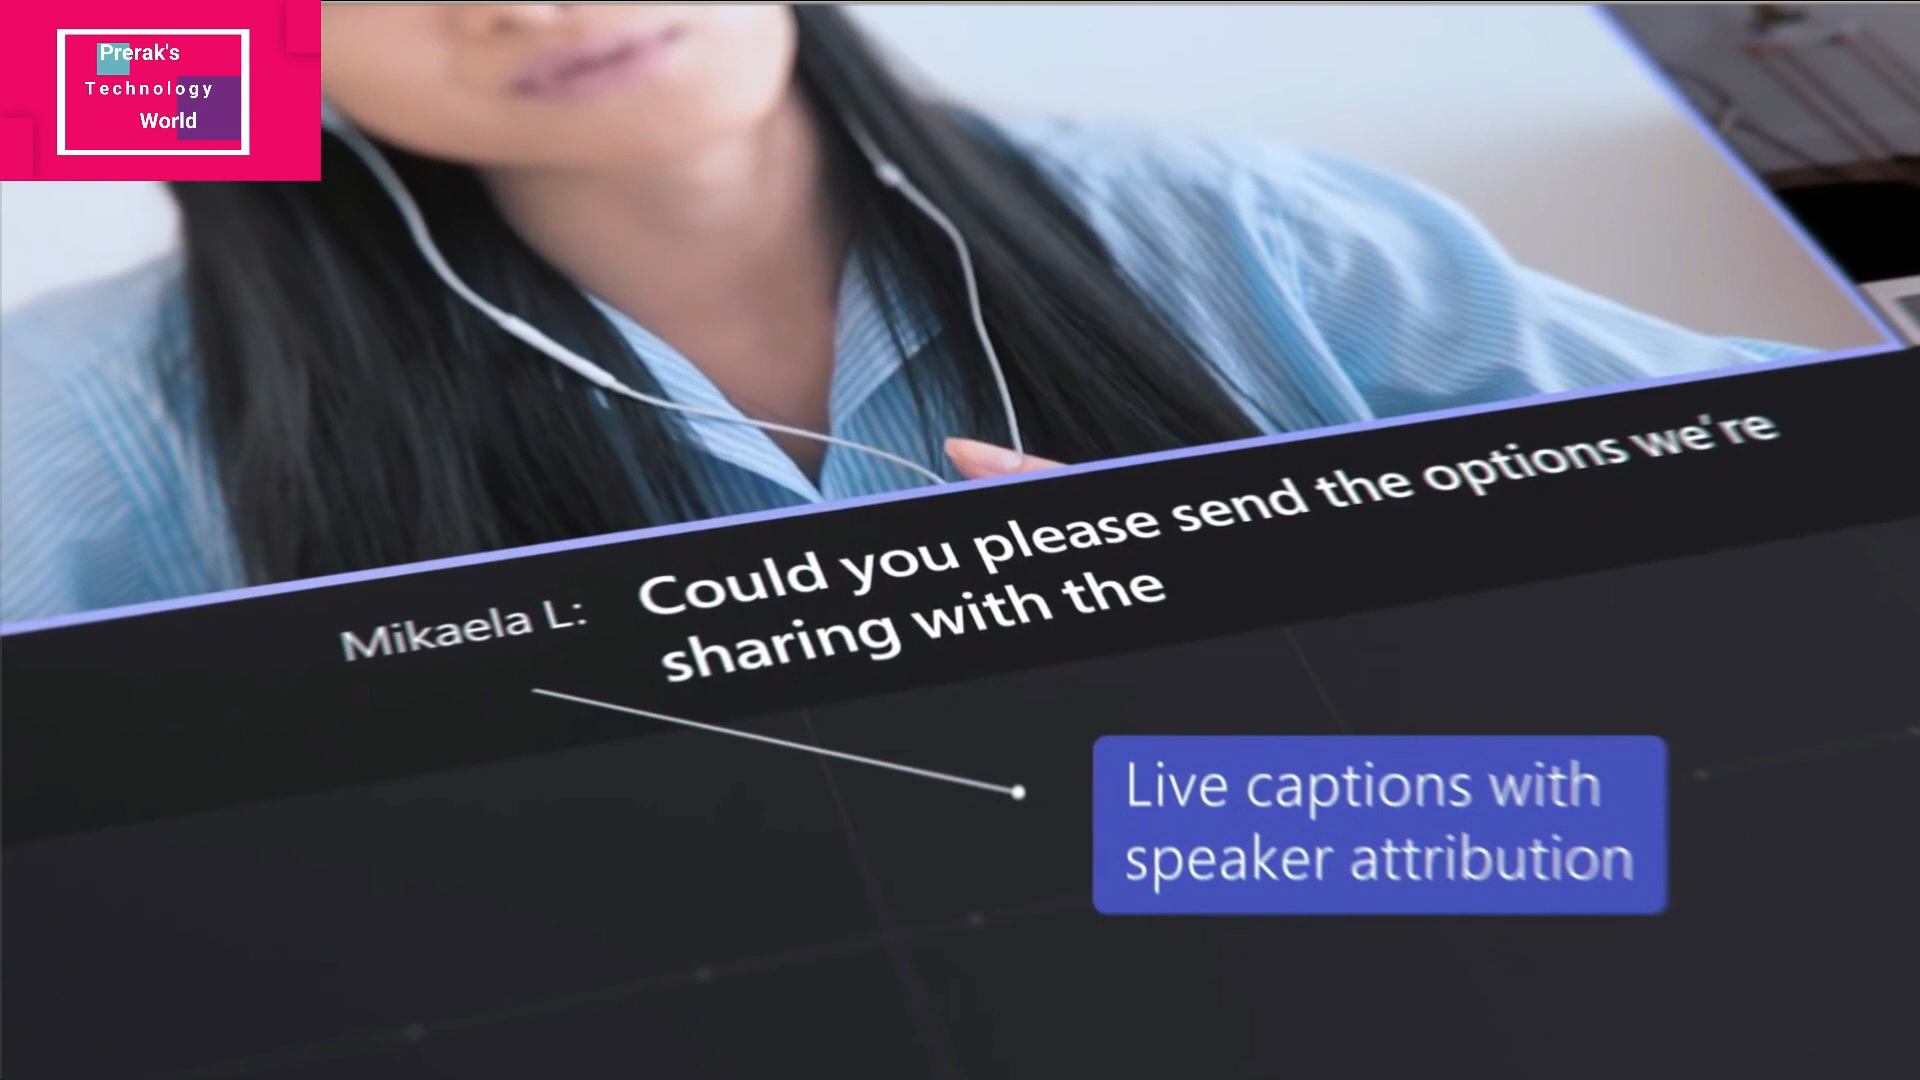 Prerak's
Technology
World
Mikaela L: Could you please send the options we're
sharing with the
Live captions with
speaker attribution